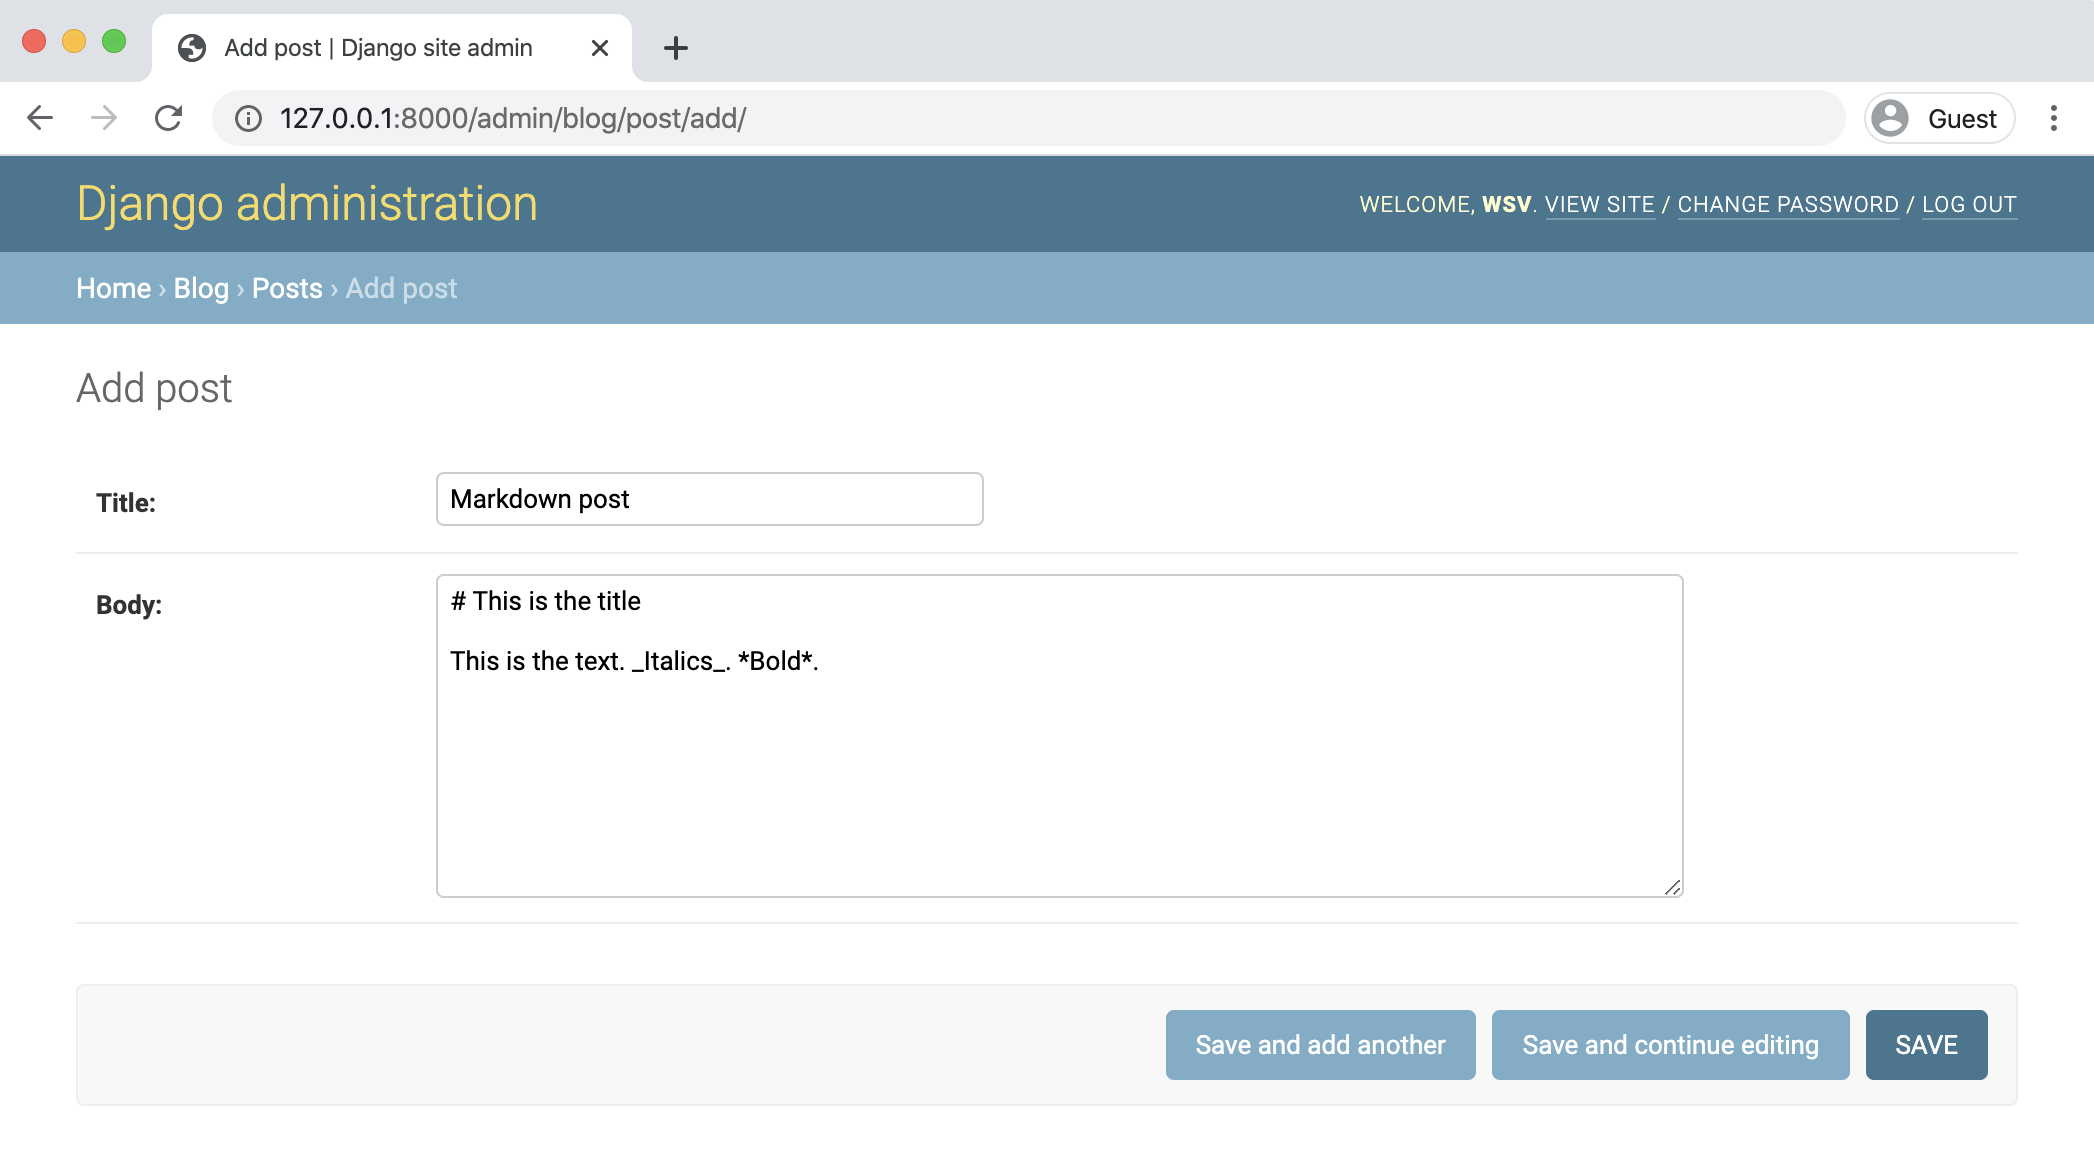 Add post | Django site admin
127.0.0.1:8000/admin/blog/post/add/
Guest
Django administration
WELCOME, WSV. VIEW SITE / CHANGE PASSWORD / LOG OUT
Home › Blog › Posts › Add post
Add post
Title:
Markdown post
Body:
# This is the title
This is the text. _Italics_. *Bold*.
Save and add another
Save and continue editing
SAVE